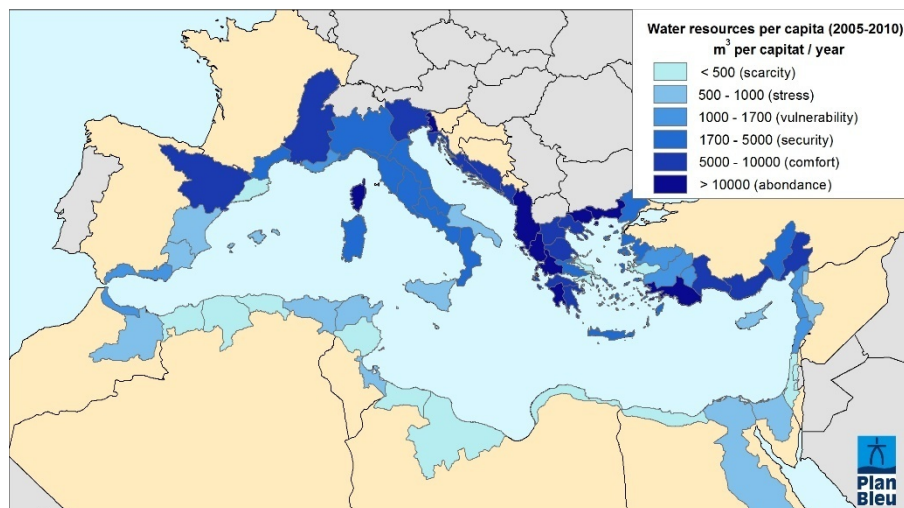 Water resources per capita (2005-2010)
m³ per capitat / year
< 500 (scarcity)
500 - 1000 (stress)
1000 - 1700 (vulnerability)
1700 - 5000 (security)
5000 - 10000 (comfort)
> 10000 (abondance)
Plan
Bleu